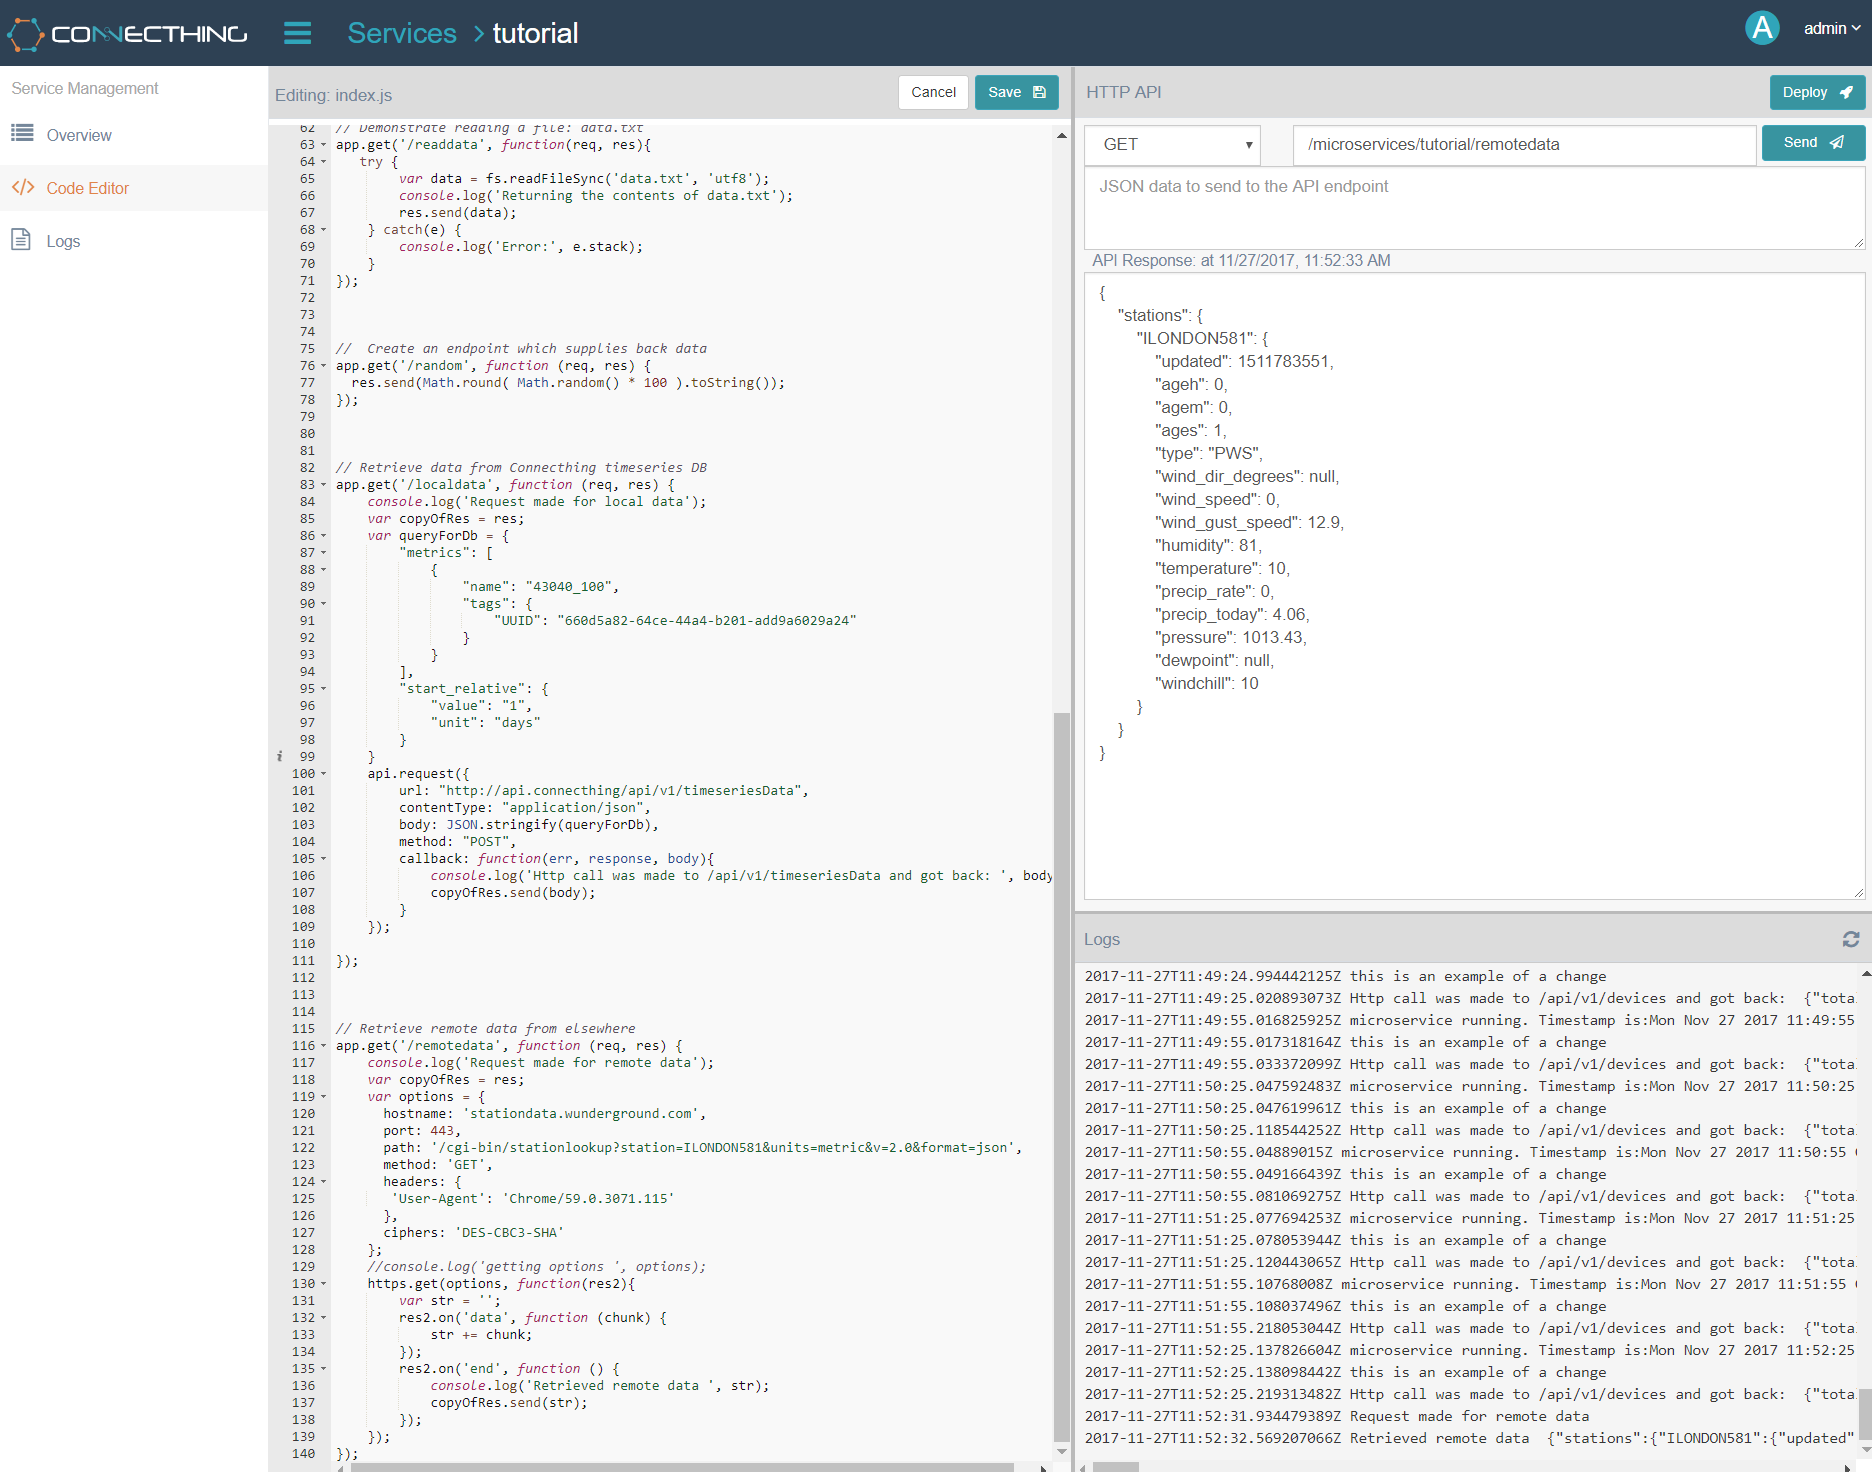 CONNECTHING
Services > tutorial
A
admin
Service Management
Overview
Code Editor
Logs
Editing: index.js
Cancel
Save
62 // Demonstrate reading a file: data.txt
63 app.get('/readdata', function(req, res){
64 try {
65 var data = fs.readFileSync('data.txt', 'utf8');
66 console.log('Returning the contents of data.txt');
67 res.send(data);
68 } catch(e) {
69 console.log('Error:', e.stack);
70 }
71 });
72
73
74
75 //  Create an endpoint which supplies back data
76 app.get('/random', function (req, res) {
77 res.send(Math.round( Math.random() * 100 ).toString());
78 });
79
80
81
82 // Retrieve data from Connecthing timeseries DB
83 app.get('/localdata', function (req, res) {
84 console.log('Request made for local data');
85 var copyOfRes = res;
86 var queryForDb = {
87 "metrics": [
88 {
89 "name": "43040_100",
90 "tags": {
91 "UUID": "660d5a82-64ce-44a4-b201-add9a6029a24"
92 }
93 }
94 ],
95 "start_relative": {
96 "value": "1",
97 "unit": "days"
98 }
i 99 }
100 api.request({
101 url: "http://api.connecthing/api/v1/timeseriesData",
102 contentType: "application/json",
103 body: JSON.stringify(queryForDb),
104 method: "POST",
105 callback: function(err, response, body){
106 console.log('Http call was made to /api/v1/timeseriesData and got back: ', body
107 copyOfRes.send(body);
108 }
109 });
110
111 });
112
113
114
115 // Retrieve remote data from elsewhere
116 app.get('/remotedata', function (req, res) {
117 console.log('Request made for remote data');
118 var copyOfRes = res;
119 var options = {
120 hostname: 'stationdata.wunderground.com',
121 port: 443,
122 path: '/cgi-bin/stationlookup?station=ILONDON581&units=metric&v=2.0&format=json',
123 method: 'GET',
124 headers: {
125 'User-Agent': 'Chrome/59.0.3071.115'
126 },
127 ciphers: 'DES-CBC3-SHA'
128 };
129 //console.log('getting options ', options);
130 https.get(options, function(res2){
131 var str = '';
132 res2.on('data', function (chunk) {
133 str += chunk;
134 });
135 res2.on('end', function () {
136 console.log('Retrieved remote data ', str);
137 copyOfRes.send(str);
138 });
139 });
140 });
HTTP API
Deploy
GET
/microservices/tutorial/remotedata
Send
JSON data to send to the API endpoint
API Response: at 11/27/2017, 11:52:33 AM
{
"stations": {
"ILONDON581": {
"updated": 1511783551,
"ageh": 0,
"agem": 0,
"ages": 1,
"type": "PWS",
"wind_dir_degrees": null,
"wind_speed": 0,
"wind_gust_speed": 12.9,
"humidity": 81,
"temperature": 10,
"precip_rate": 0,
"precip_today": 4.06,
"pressure": 1013.43,
"dewpoint": null,
"windchill": 10
}
}
}
Logs
2017-11-27T11:49:24.994442125Z this is an example of a change
2017-11-27T11:49:25.020893073Z Http call was made to /api/v1/devices and got back:  {"tota
2017-11-27T11:49:55.016825925Z microservice running. Timestamp is:Mon Nov 27 2017 11:49:55
2017-11-27T11:49:55.017318164Z this is an example of a change
2017-11-27T11:49:55.033372099Z Http call was made to /api/v1/devices and got back:  {"tota
2017-11-27T11:50:25.047592483Z microservice running. Timestamp is:Mon Nov 27 2017 11:50:25
2017-11-27T11:50:25.047619961Z this is an example of a change
2017-11-27T11:50:25.118544252Z Http call was made to /api/v1/devices and got back:  {"tota
2017-11-27T11:50:55.04889015Z microservice running. Timestamp is:Mon Nov 27 2017 11:50:55
2017-11-27T11:50:55.049166439Z this is an example of a change
2017-11-27T11:50:55.081069275Z Http call was made to /api/v1/devices and got back:  {"tota
2017-11-27T11:51:25.077694253Z microservice running. Timestamp is:Mon Nov 27 2017 11:51:25
2017-11-27T11:51:25.078053944Z this is an example of a change
2017-11-27T11:51:25.120443065Z Http call was made to /api/v1/devices and got back:  {"tota
2017-11-27T11:51:55.10768008Z microservice running. Timestamp is:Mon Nov 27 2017 11:51:55
2017-11-27T11:51:55.108037496Z this is an example of a change
2017-11-27T11:51:55.218053044Z Http call was made to /api/v1/devices and got back:  {"tota
2017-11-27T11:52:25.137826604Z microservice running. Timestamp is:Mon Nov 27 2017 11:52:25
2017-11-27T11:52:25.138098442Z this is an example of a change
2017-11-27T11:52:25.219313482Z Http call was made to /api/v1/devices and got back:  {"tota
2017-11-27T11:52:31.934479389Z Request made for remote data
2017-11-27T11:52:32.569207066Z Retrieved remote data  {"stations":{"ILONDON581":{"updated"